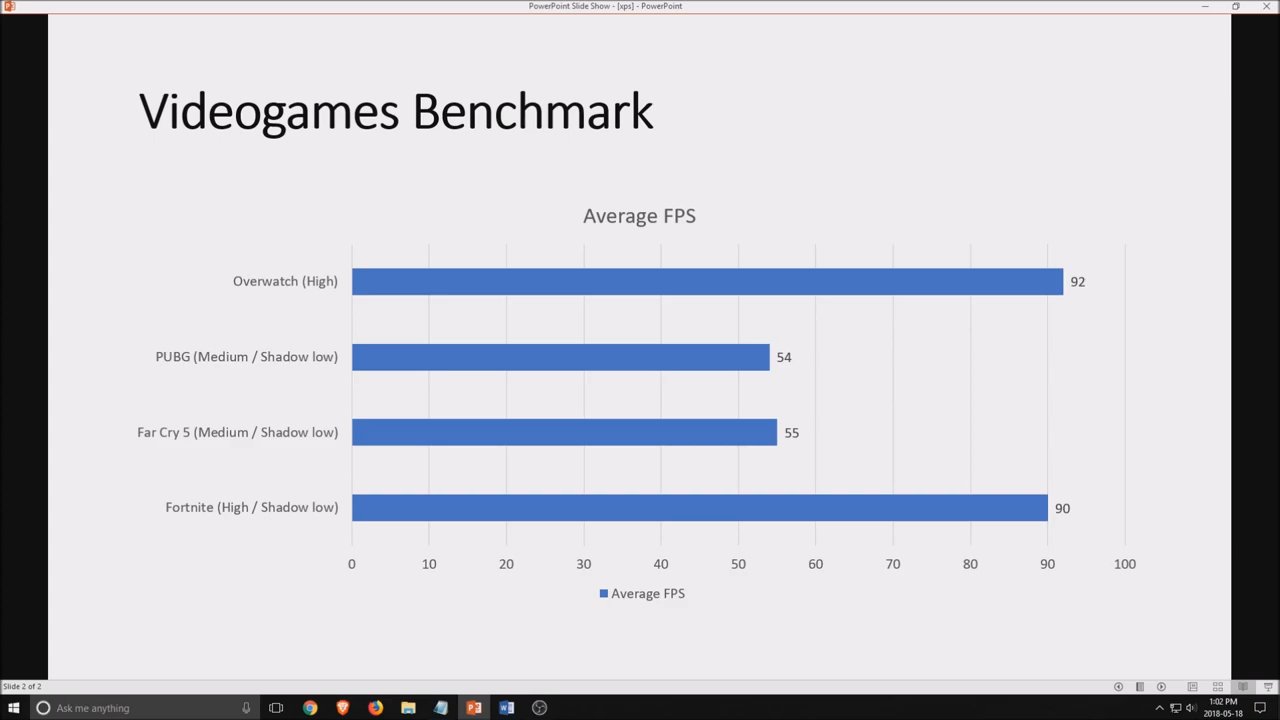 PowerPoint Slide Show - [xps] - PowerPoint
Videogames Benchmark
Average FPS
Overwatch (High)
92
PUBG (Medium / Shadow low)
54
Far Cry 5 (Medium / Shadow low)
55
Fortnite (High / Shadow low)
90
0 10 20 30 40 50 60 70 80 90 100
Average FPS
Slide 2 of 2
Ask me anything
1:02 PM
2018-05-18